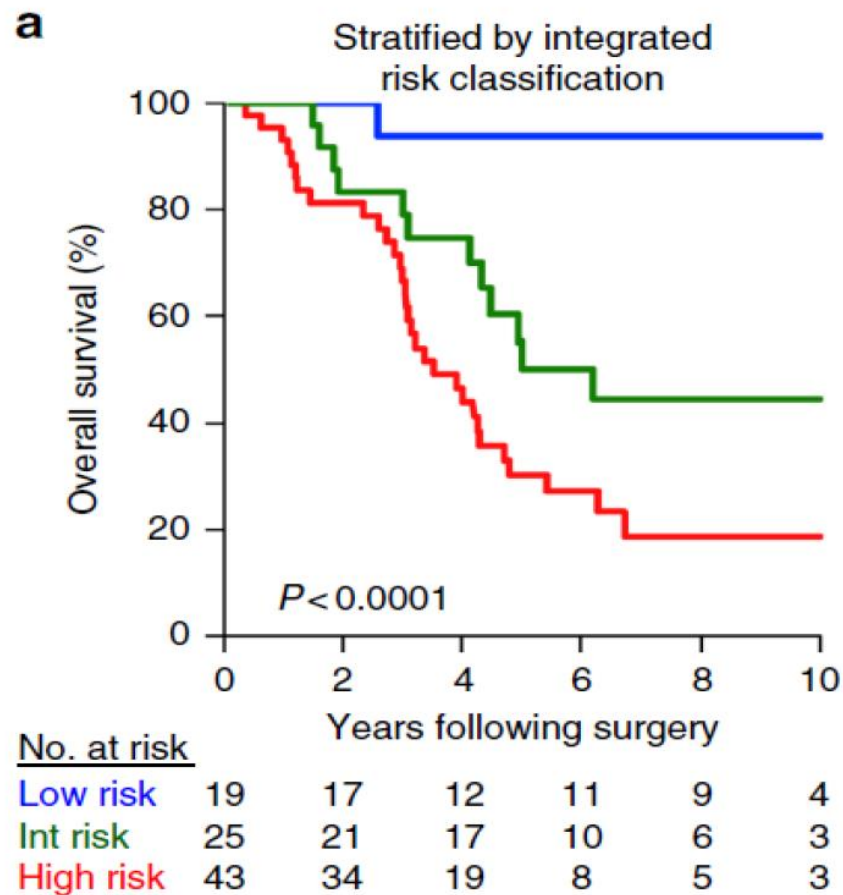 a
Stratified by integrated
risk classification
Overall survival (%)
100
80
60
40
20
0
P < 0.0001
0 2 4 6 8 10
Years following surgery
No. at risk
Low risk 19 17 12 11 9 4
Int risk 25 21 17 10 6 3
High risk 43 34 19 8 5 3